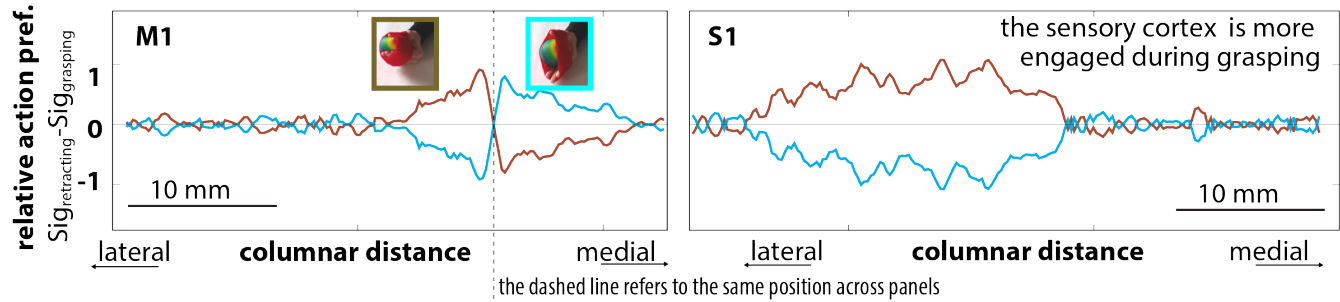 relative action pref.
Sigretracting-Siggrasping
M1
1
0
-1
10 mm
lateral
columnar distance
medial
S1
the sensory cortex is more
engaged during grasping
10 mm
lateral
columnar distance
medial
the dashed line refers to the same position across panels